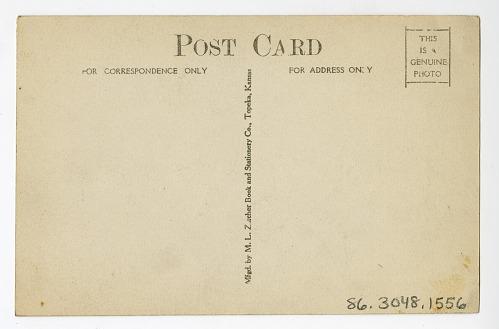 POST CARD
FOR CORRESPONDENCE ONLY
FOR ADDRESS ONLY
THIS
IS A
GENUINE
PHOTO
Mfgd. by M. L. Zercher Book and Stationery Co., Topeka, Kansas
86.3048.1556